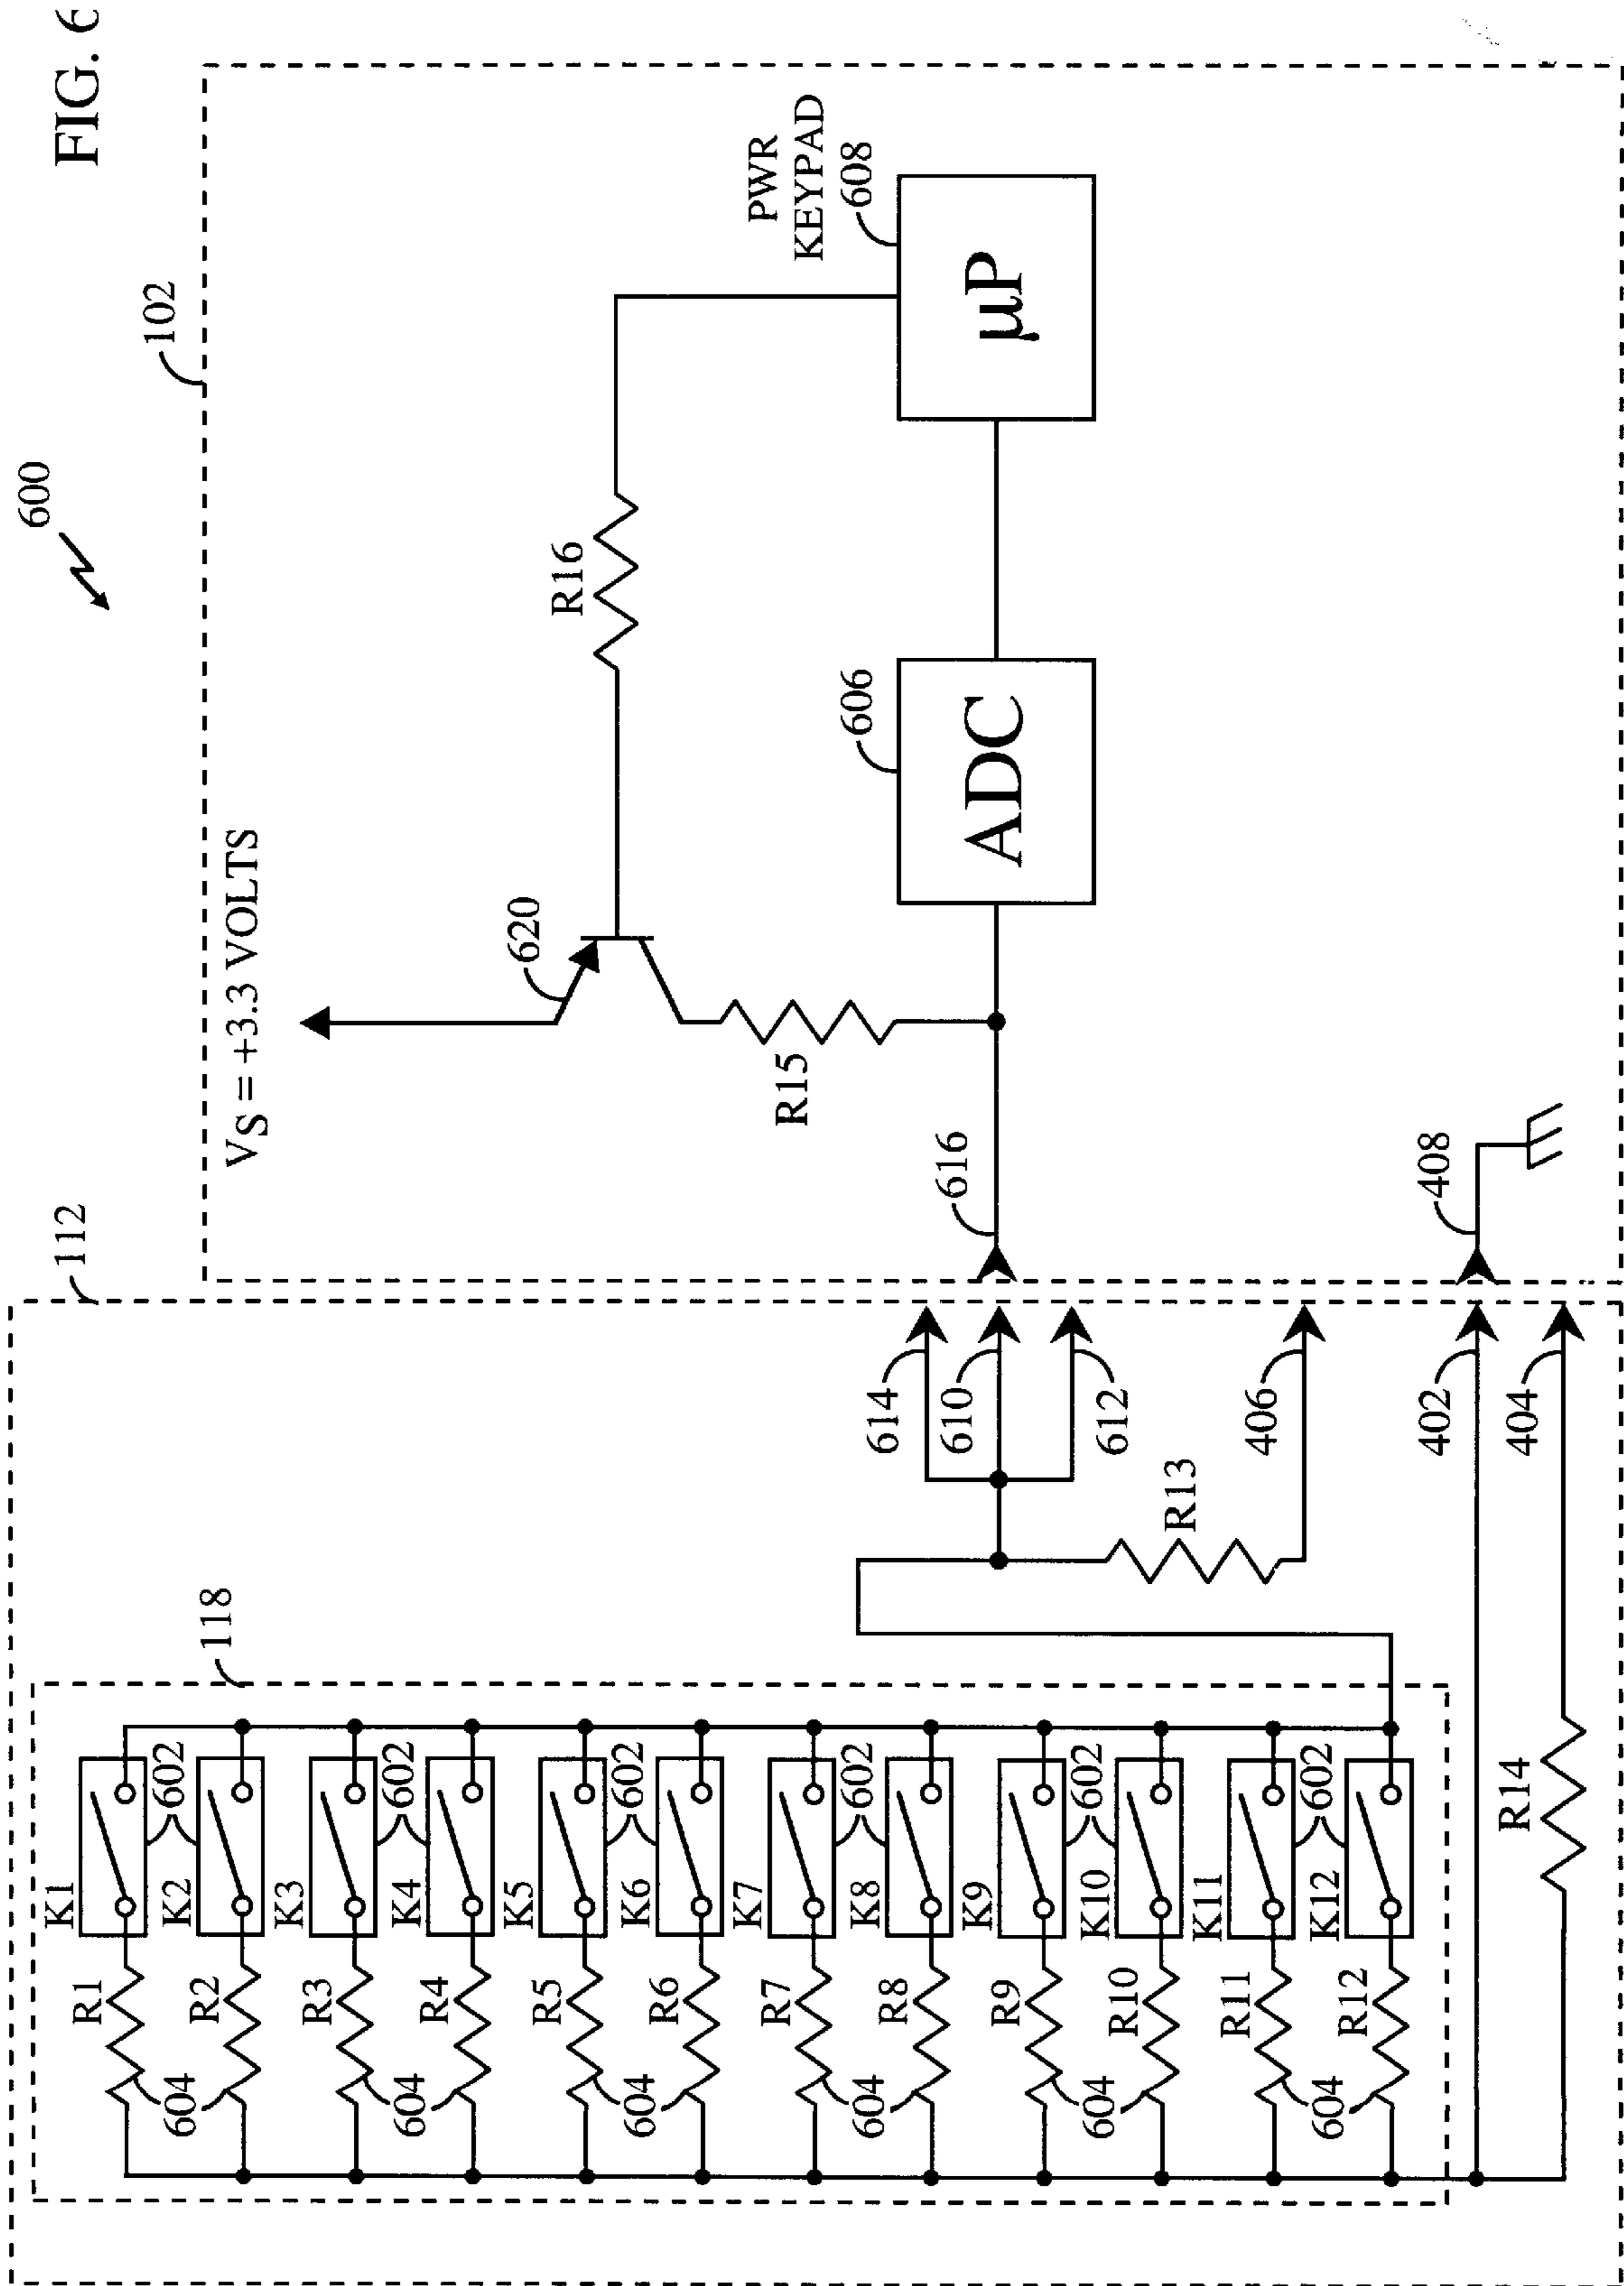 FIG. 6
600
102
112
V_S = +3.3 VOLTS
620
R16
PWR
KEYPAD
608
µP
606
ADC
R15
616
408
118
614
610
612
406
402
404
R13
R14
K1
K2
K3
K4
K5
K6
K7
K8
K9
K10
K11
K12
602
602
602
602
602
602
R1
R2
R3
R4
R5
R6
R7
R8
R9
R10
R11
R12
604
604
604
604
604
604